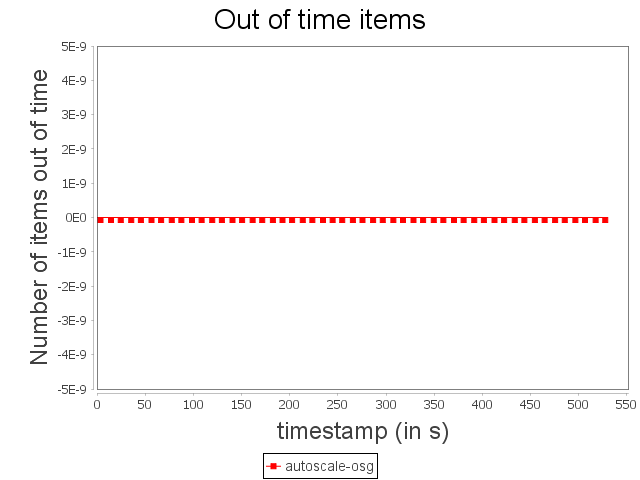 Out of time items
Number of items out of time
5E-9
4E-9
3E-9
2E-9
1E-9
0E0
-1E-9
-2E-9
-3E-9
-4E-9
-5E-9
0 50 100 150 200 250 300 350 400 450 500 550
timestamp (in s)
autoscale-osg